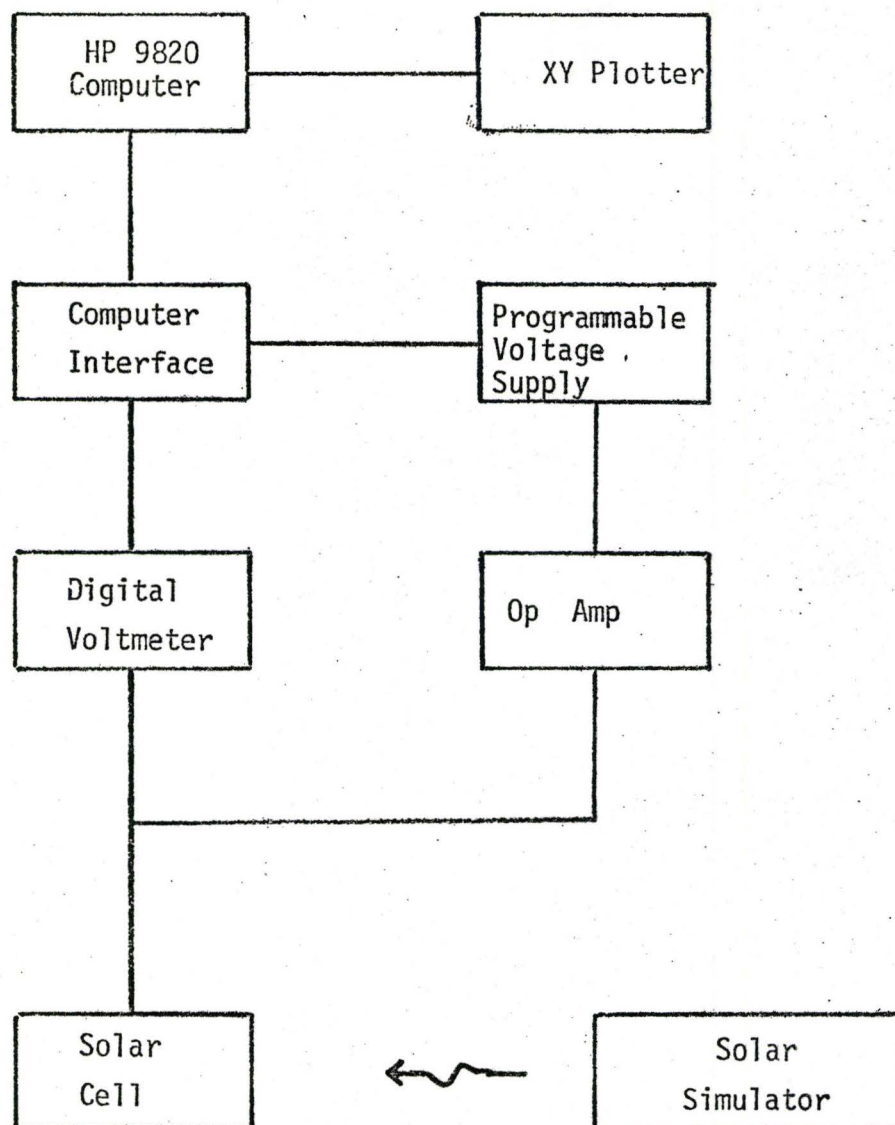 HP 9820
Computer
XY Plotter
Computer
Interface
Programmable
Voltage
Supply
Digital
Voltmeter
Op Amp
Solar
Cell
Solar
Simulator